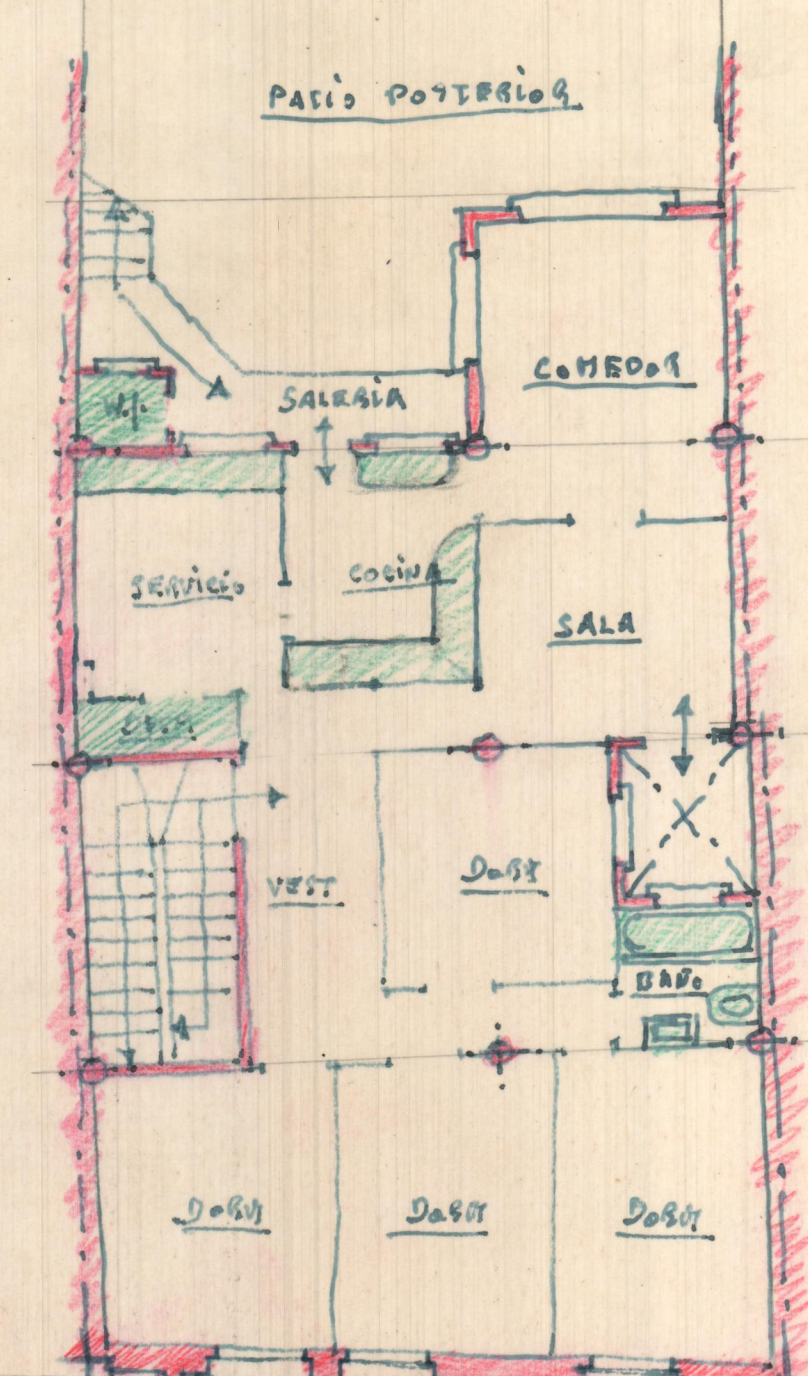 PATIO POSTERIOR
COMEDOR
GALERIA
SERVICIO
COCINA
SALA
VEST
DORM
BAÑO
DORM
DORM
DORM